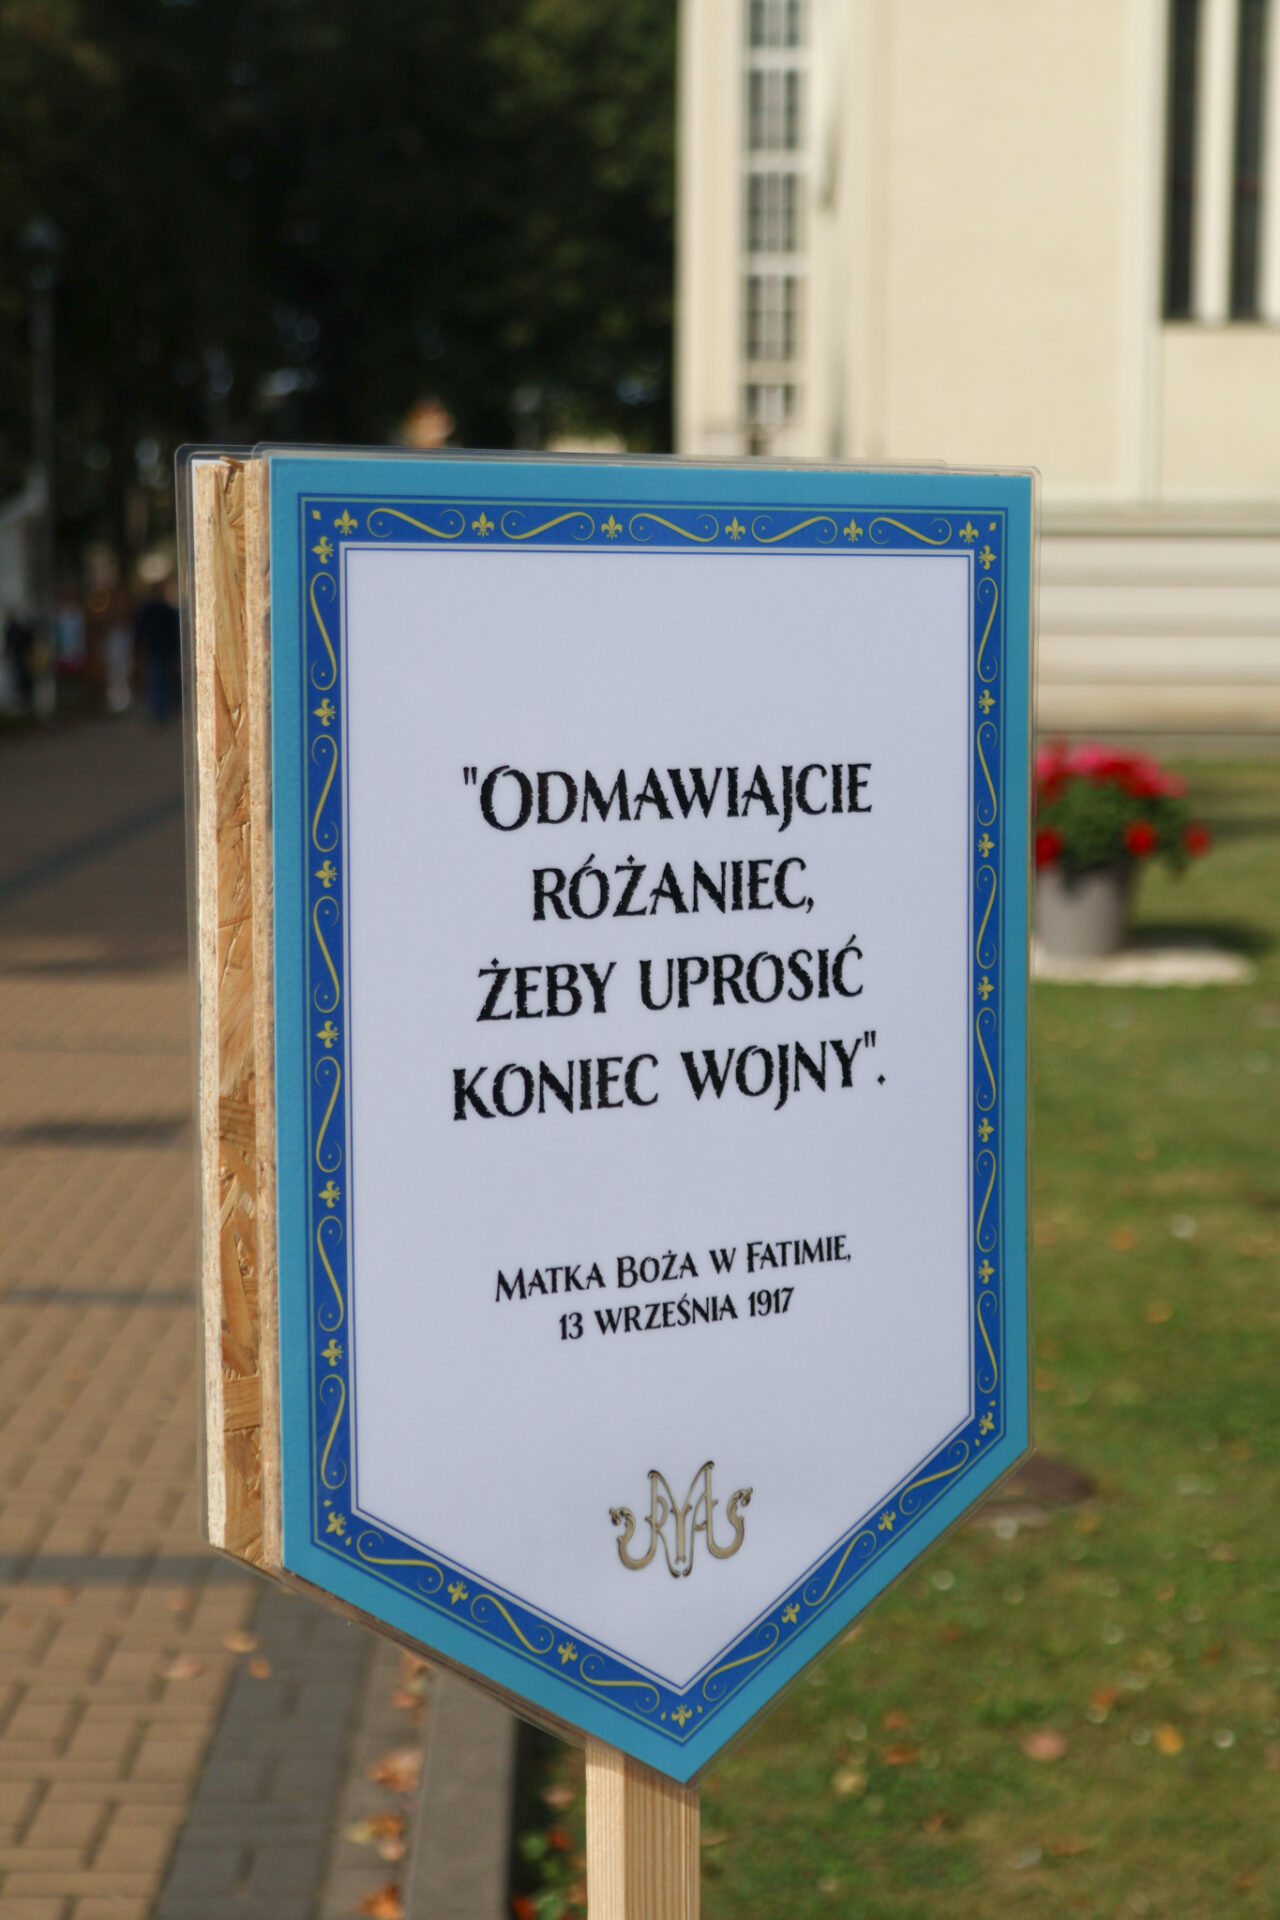 "ODMAWIAJCIE
RÓŻANIEC,
ŻEBY UPROSIĆ
KONIEC WOJNY".
MATKA BOŻA W FATIMIE,
13 WRZEŚNIA 1917